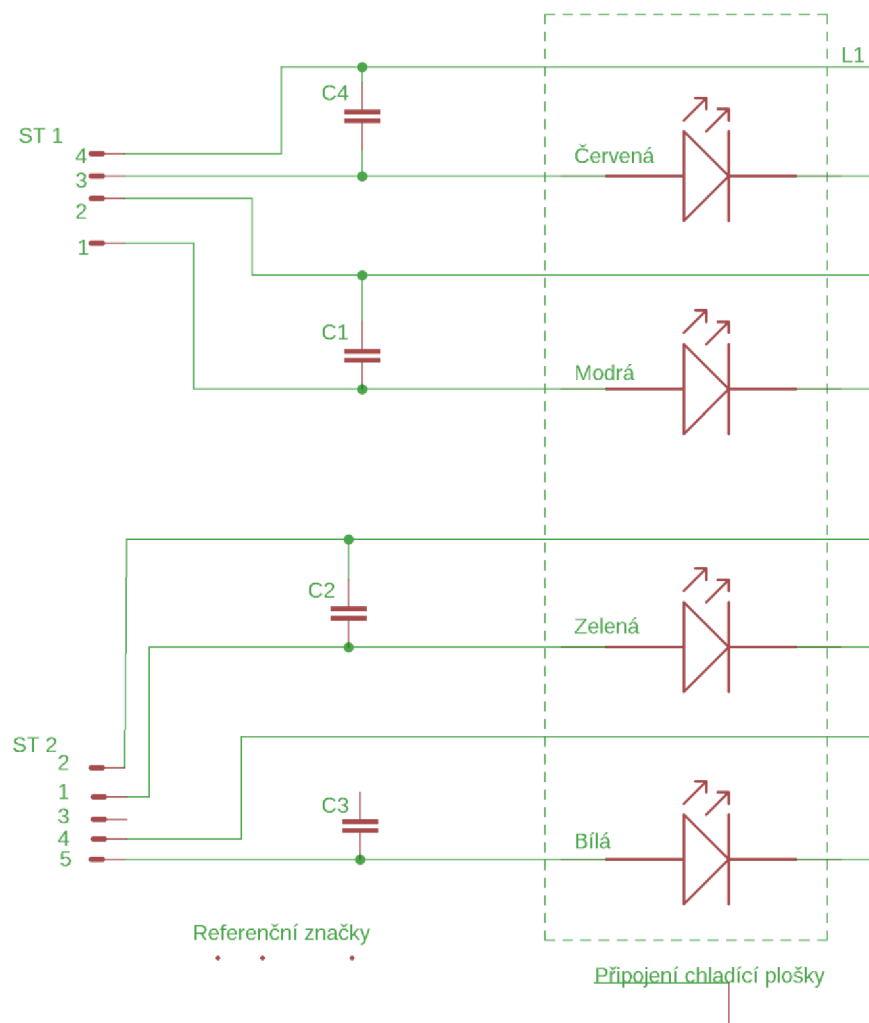 L1
C4
ST 1
4
Červená
3
2
1
C1
Modrá
C2
Zelená
ST 2
2
1
3
C3
4
Bílá
5
Referenční značky
Připojení chladící plošky